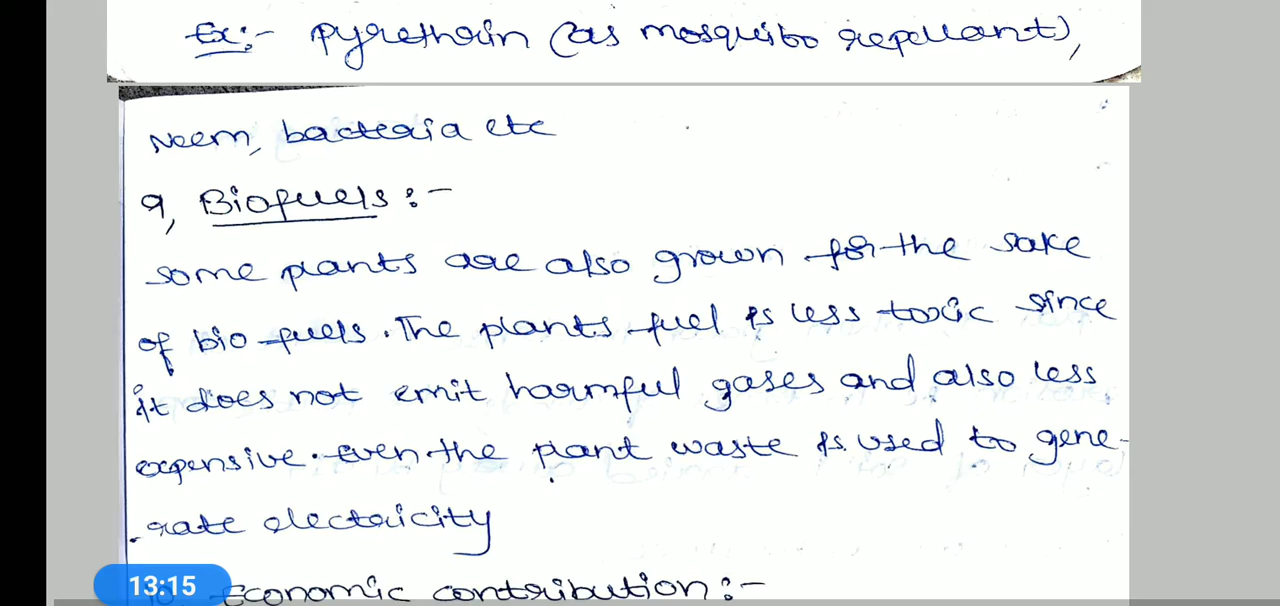 Ex:- pyrethrin (as mosquito repellant),
Neem, bacteria etc
9, Biofuels :-
some plants are also grown for the sake
of bio fuels. The plants fuel is less toxic since
it does not emit harmful gases and also less
expensive. Even the plant waste is used to gene-
-rate electricity
10 Economic contribution :-
13:15